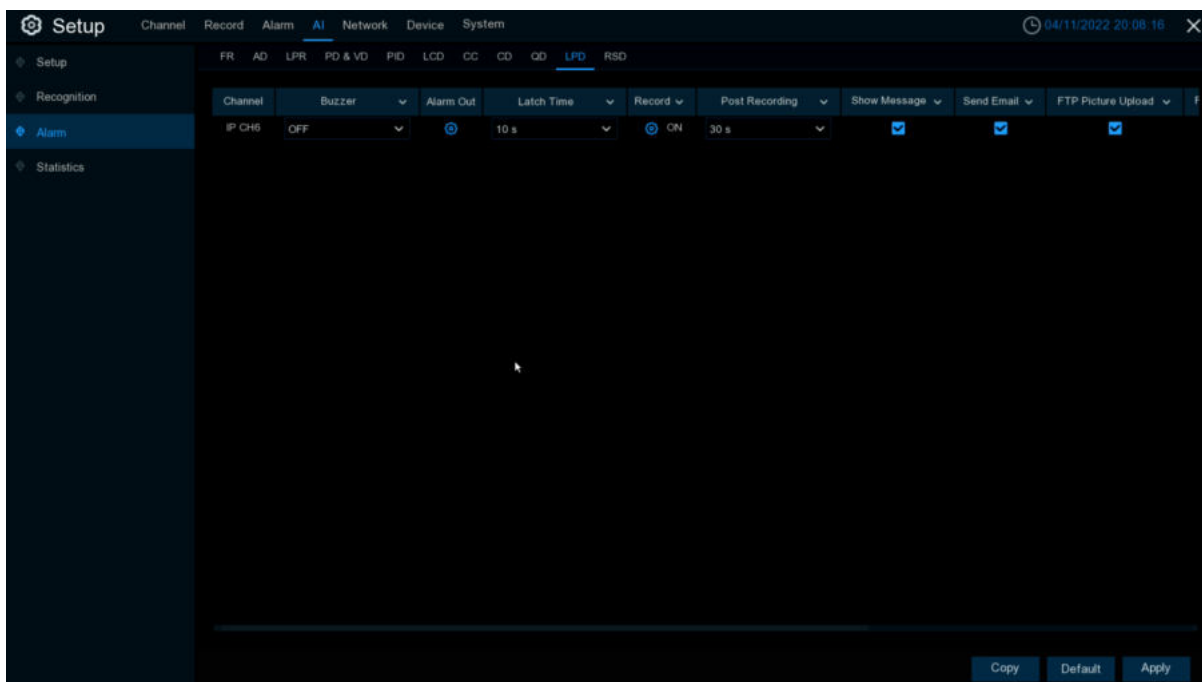 Setup Channel Record Alarm AI Network Device System 04/11/2022 20:08:16
Setup
Recognition
Alarm
Statistics
FR AD LPR PD & VD PID LCD CC CD QD LPD RSD
Channel Buzzer Alarm Out Latch Time Record Post Recording Show Message Send Email FTP Picture Upload
IP CH6 OFF 10 s ON 30 s
Copy Default Apply